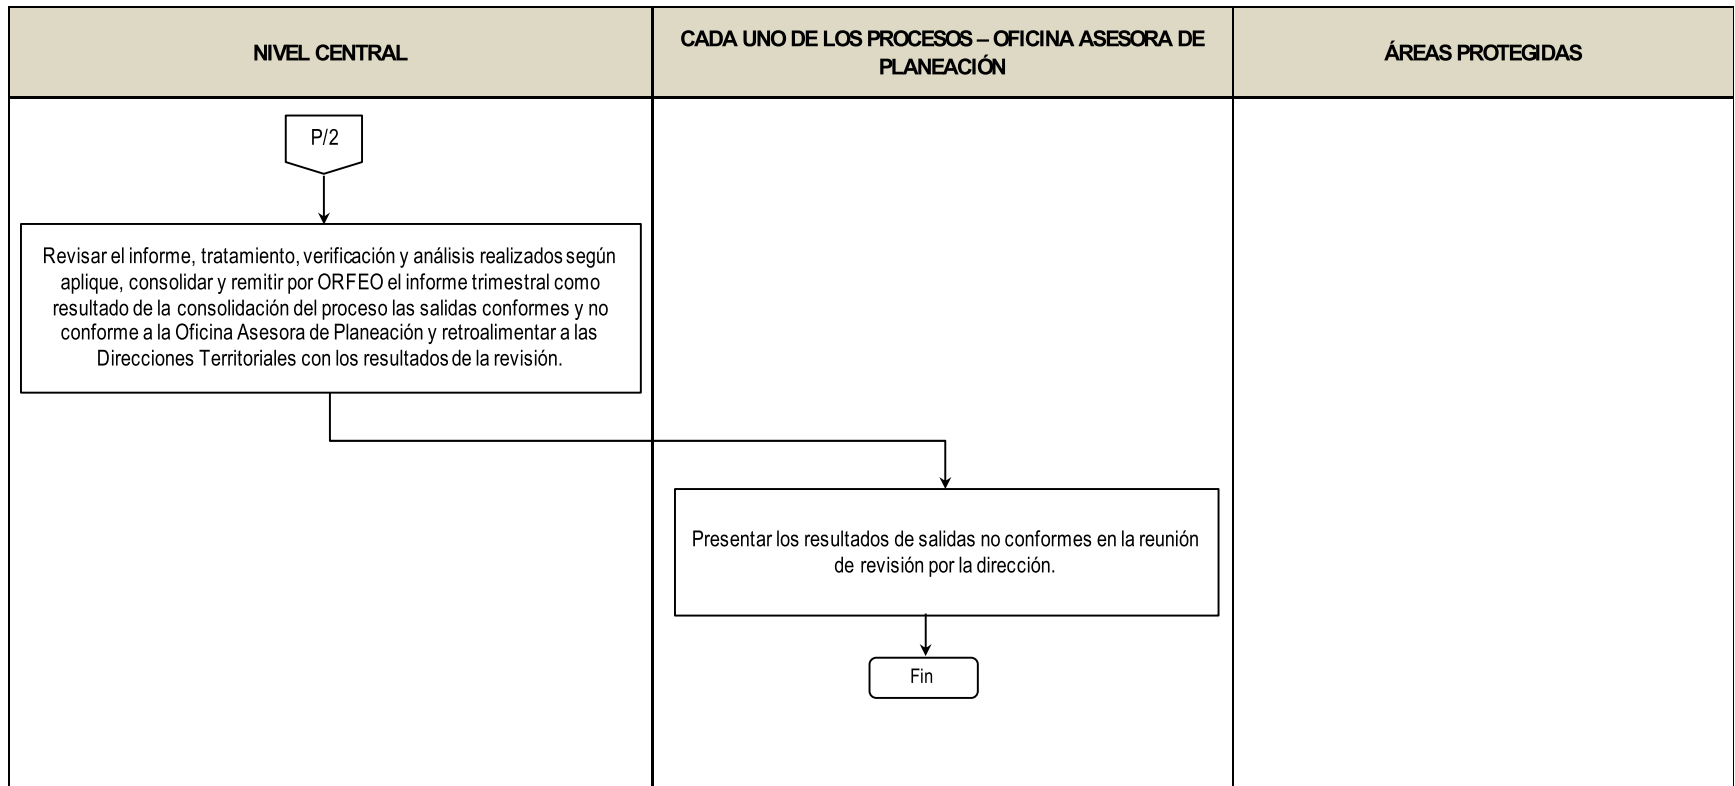 NIVEL CENTRAL
CADA UNO DE LOS PROCESOS – OFICINA ASESORA DE
PLANEACIÓN
ÁREAS PROTEGIDAS
P/2
Revisar el informe, tratamiento, verificación y análisis realizados según
aplique, consolidar y remitir por ORFEO el informe trimestral como
resultado de la consolidación del proceso las salidas conformes y no
conforme a la Oficina Asesora de Planeación y retroalimentar a las
Direcciones Territoriales con los resultados de la revisión.
Presentar los resultados de salidas no conformes en la reunión
de revisión por la dirección.
Fin